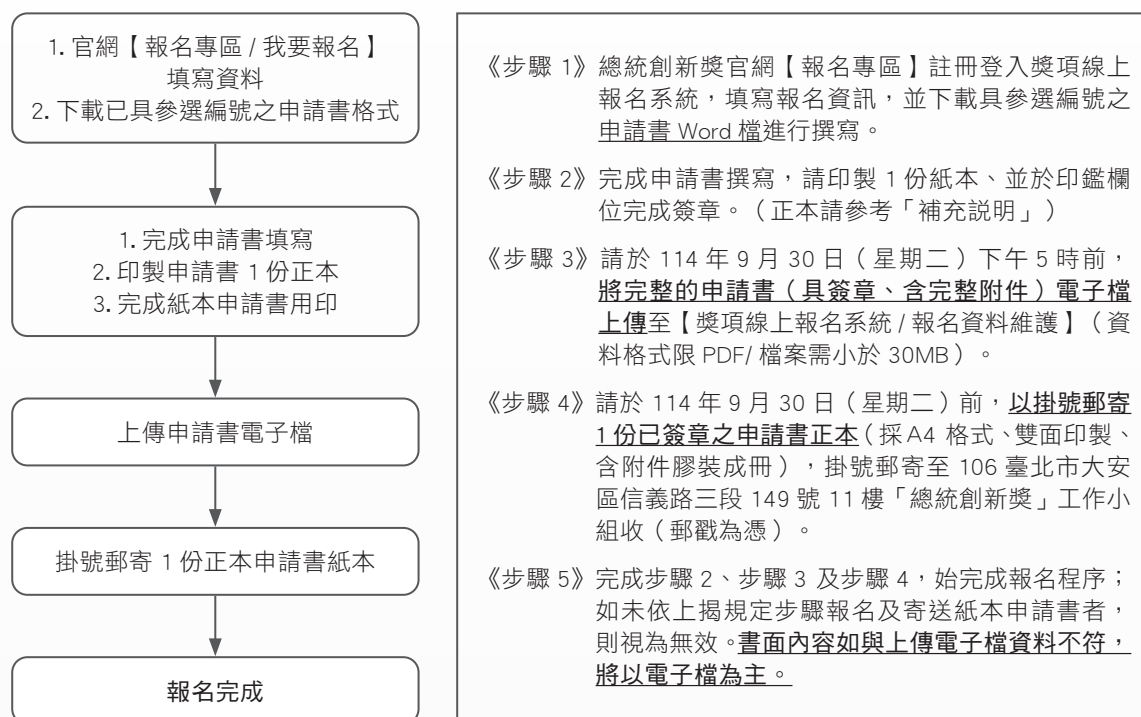 1. 官網【報名專區 / 我要報名】
填寫資料
2. 下載已具參選編號之申請書格式
1. 完成申請書填寫
2. 印製申請書 1 份正本
3. 完成紙本申請書用印
上傳申請書電子檔
掛號郵寄 1 份正本申請書紙本
報名完成
《步驟 1》總統創新獎官網【報名專區】註冊登入獎項線上
報名系統，填寫報名資訊，並下載具參選編號之
申請書 Word 檔進行撰寫。
《步驟 2》完成申請書撰寫，請印製 1 份紙本、並於印鑑欄
位完成簽章。（正本請參考「補充說明」）
《步驟 3》請於 114 年 9 月 30 日（星期二）下午 5 時前，
將完整的申請書（具簽章、含完整附件）電子檔
上傳至【獎項線上報名系統 / 報名資料維護】（資
料格式限 PDF/ 檔案需小於 30MB）。
《步驟 4》請於 114 年 9 月 30 日（星期二）前，以掛號郵寄
1 份已簽章之申請書正本（採 A4 格式、雙面印製、
含附件膠裝成冊），掛號郵寄至 106 臺北市大安
區信義路三段 149 號 11 樓「總統創新獎」工作小
組收（郵戳為憑）。
《步驟 5》完成步驟 2、步驟 3 及步驟 4，始完成報名程序；
如未依上揭規定步驟報名及寄送紙本申請書者，
則視為無效。書面內容如與上傳電子檔資料不符，
將以電子檔為主。